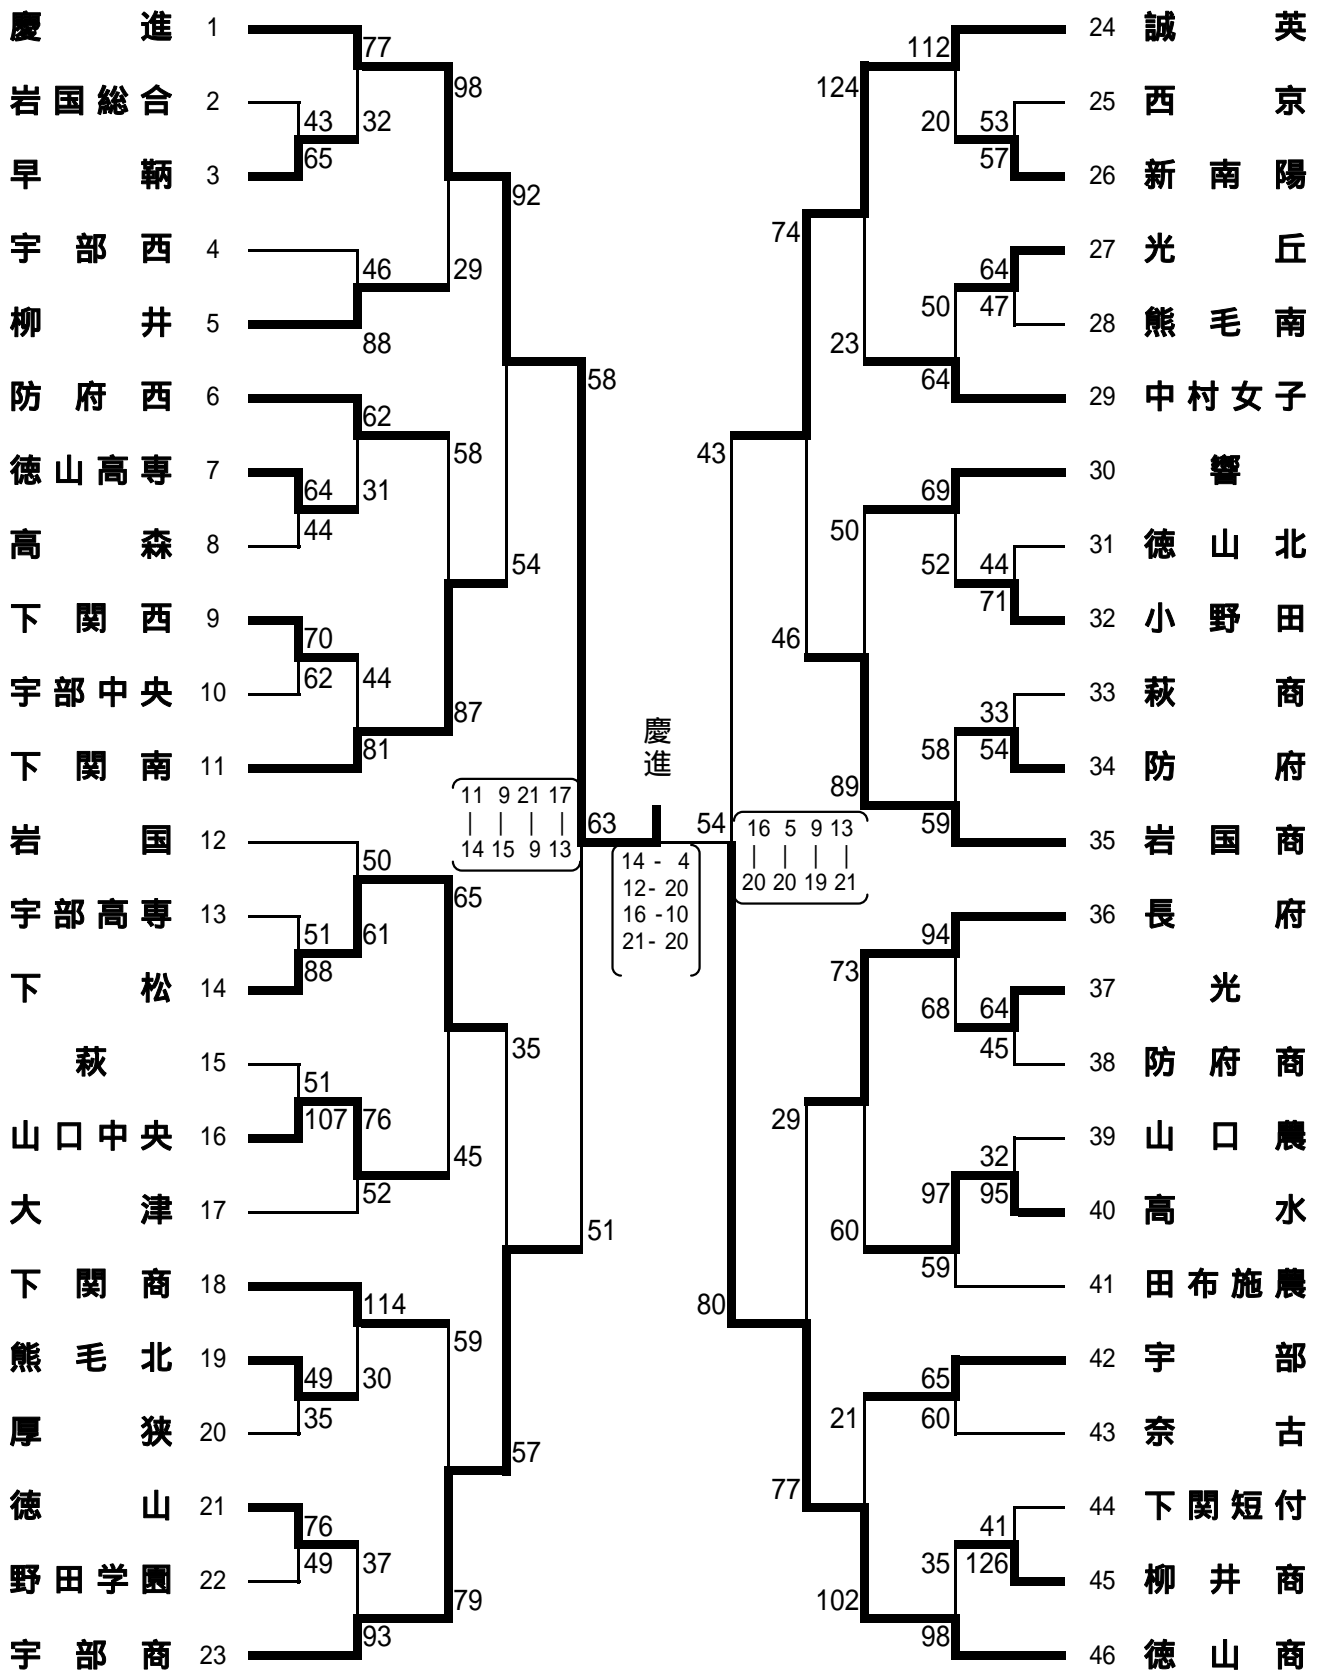 慶進 1
岩国総合 2
早鞆 3
宇部西 4
柳井 5
防府西 6
徳山高専 7
高森 8
下関西 9
宇部中央 10
下関南 11
岩国 12
宇部高専 13
下松 14
萩 15
山口中央 16
大津 17
下関商 18
熊毛北 19
厚狭 20
徳山 21
野田学園 22
宇部商 23
77
32
43
65
46
88
62
31
64
44
70
62
44
81
50
61
51
88
51
107
76
52
114
30
49
35
76
49
37
93
98
29
58
87
65
45
59
79
92
54
35
57
58
51
11 9 21 17
| | | |
14 15 9 13
慶進
63
54
14 - 4
12 - 20
16 - 10
21 - 20
16 5 9 13
| | | |
20 20 19 21
43
80
74
46
29
77
124
23
50
89
73
60
21
102
112
20
53
57
64
47
50
64
69
52
44
71
33
54
58
59
94
68
64
45
32
95
97
59
65
60
41
126
35
98
24 誠英
25 西京
26 新南陽
27 光丘
28 熊毛南
29 中村女子
30 響
31 徳山北
32 小野田
33 萩商
34 防府
35 岩国商
36 長府
37 光
38 防府商
39 山口農
40 高水
41 田布施農
42 宇部
43 奈古
44 下関短付
45 柳井商
46 徳山商